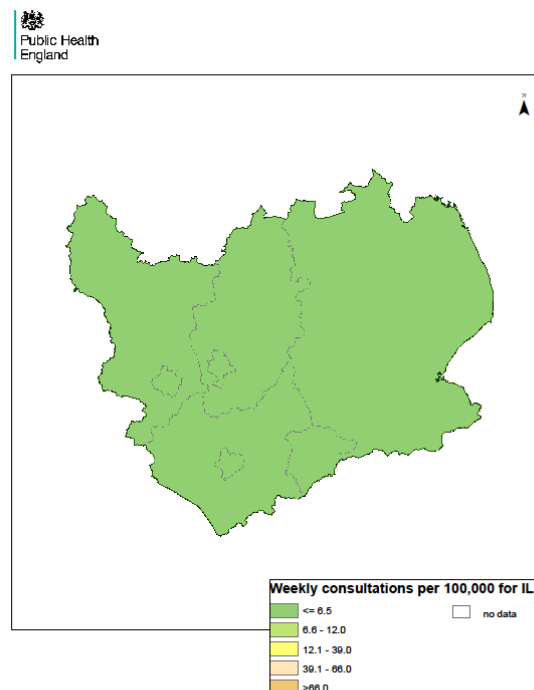 Public Health
England
N
Weekly consultations per 100,000 for IL
<= 6.5
no data
6.6 - 12.0
12.1 - 39.0
39.1 - 66.0
>66.0